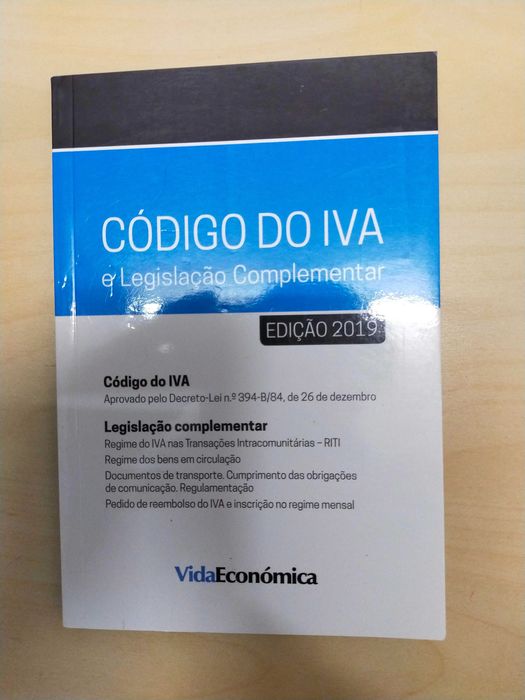 CÓDIGO DO IVA
e Legislação Complementar
EDIÇÃO 2019
Código do IVA
Aprovado pelo Decreto-Lei n.º 394-B/84, de 26 de dezembro
Legislação complementar
Regime do IVA nas Transações Intracomunitárias – RITI
Regime dos bens em circulação
Documentos de transporte. Cumprimento das obrigações
de comunicação. Regulamentação
Pedido de reembolso do IVA e inscrição no regime mensal
VidaEconómica